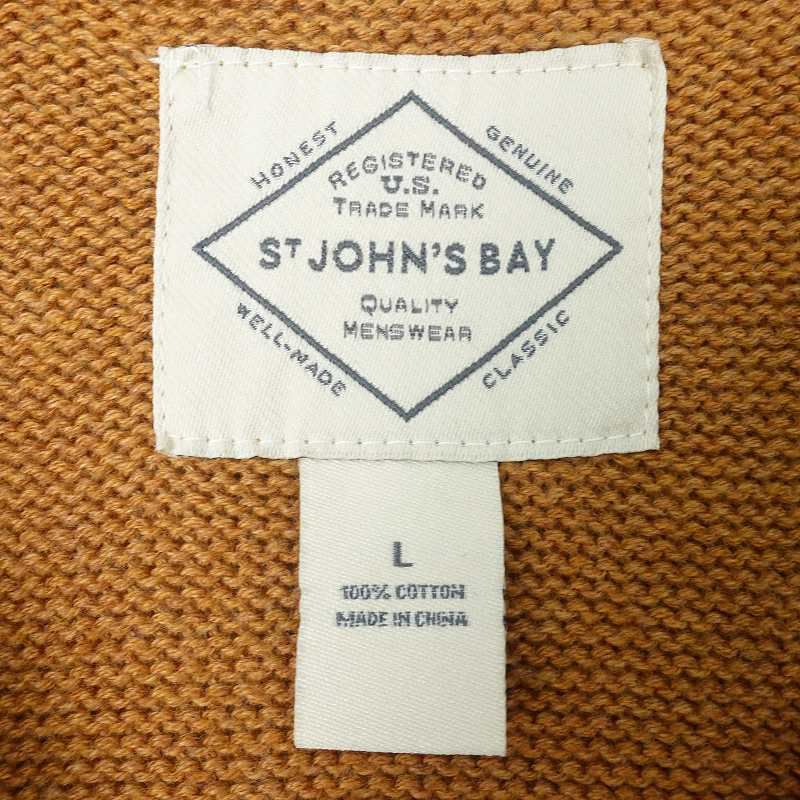 HONEST
GENUINE
REGISTERED
U.S.
TRADE MARK
ST JOHN'S BAY
QUALITY
MENSWEAR
WELL-MADE
CLASSIC
L
100% COTTON
MADE IN CHINA